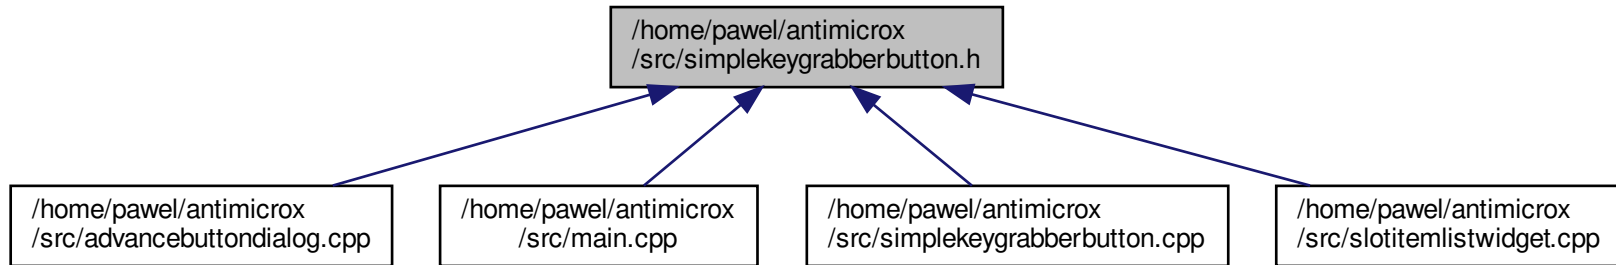 /home/pawel/antimicrox
/src/simplekeygrabberbutton.h
/home/pawel/antimicrox
/src/advancebuttondialog.cpp
/home/pawel/antimicrox
/src/main.cpp
/home/pawel/antimicrox
/src/simplekeygrabberbutton.cpp
/home/pawel/antimicrox
/src/slotitemlistwidget.cpp